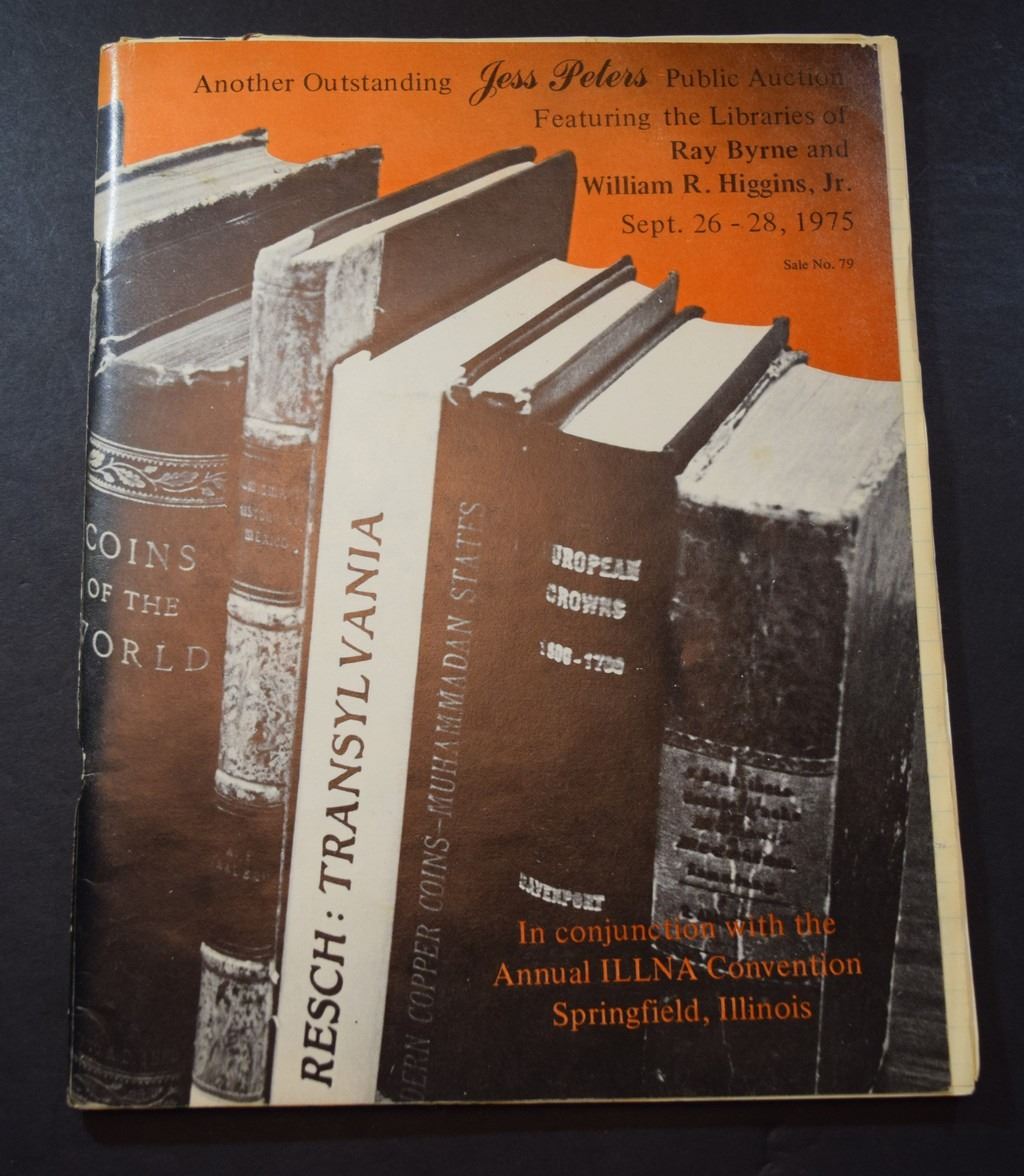 Another Outstanding Jess Peters Public Auction
Featuring the Libraries of
Ray Byrne and
William R. Higgins, Jr.
Sept. 26 - 28, 1975
Sale No. 79
COINS
OF THE
WORLD
MEXICO
RESCH: TRANSYLVANIA
DERN COPPER COINS–MUHAMMADAN STATES
UROPEAN
CROWNS
DAVENPORT
In conjunction with the
Annual ILLNA Convention
Springfield, Illinois